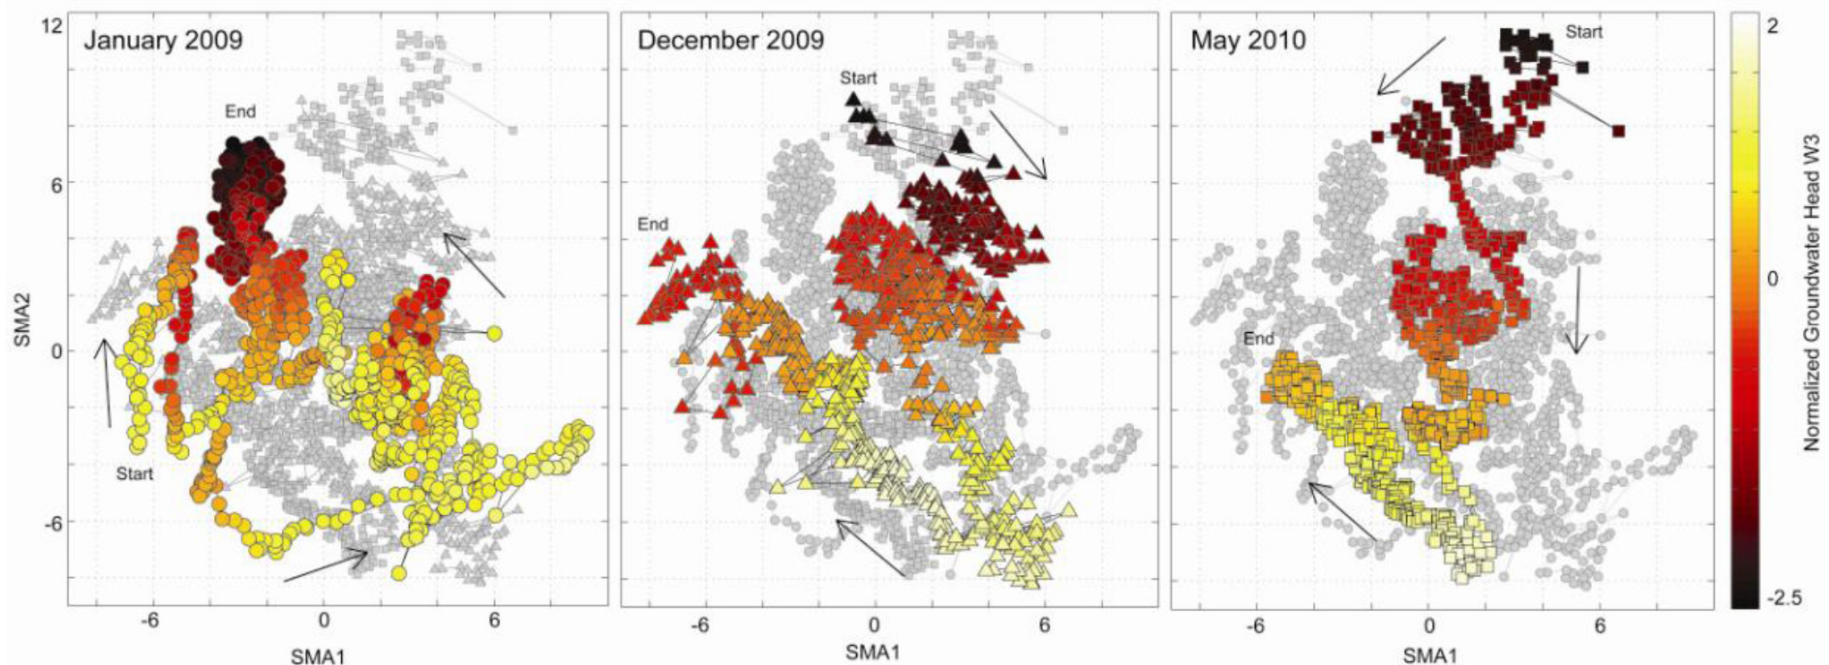 12
6
0
-6
SMA2
January 2009
End
Start
-6 0 6
SMA1
December 2009
Start
End
-6 0 6
SMA1
May 2010
Start
End
-6 0 6
SMA1
2
0
-2.5
Normalized Groundwater Head W3